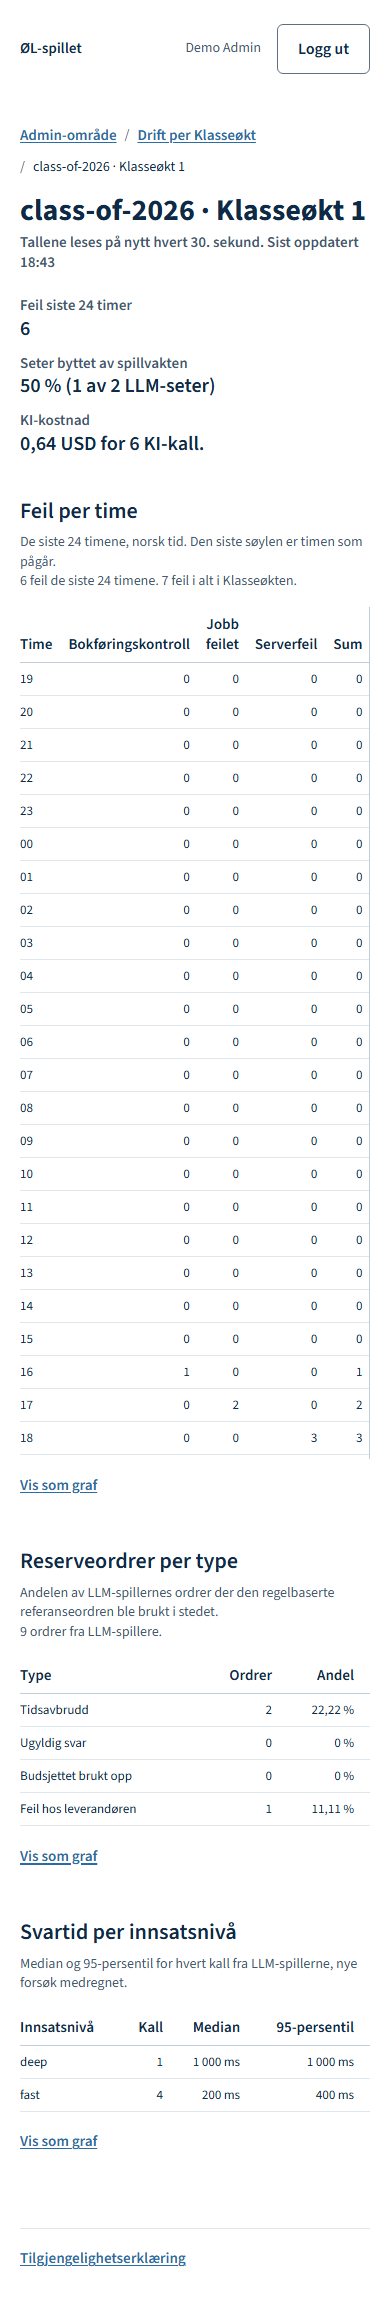 ØL-spillet Demo Admin Logg ut
Admin-område / Drift per Klasseøkt
/ class-of-2026 · Klasseøkt 1
class-of-2026 · Klasseøkt 1
Tallene leses på nytt hvert 30. sekund. Sist oppdatert
18:43
Feil siste 24 timer
6
Seter byttet av spillvakten
50 % (1 av 2 LLM-seter)
KI-kostnad
0,64 USD for 6 KI-kall.
Feil per time
De siste 24 timene, norsk tid. Den siste søylen er timen som
pågår.
6 feil de siste 24 timene. 7 feil i alt i Klasseøkten.
Jobb
Time Bokføringskontroll feilet Serverfeil Sum
19 0 0 0 0
20 0 0 0 0
21 0 0 0 0
22 0 0 0 0
23 0 0 0 0
00 0 0 0 0
01 0 0 0 0
02 0 0 0 0
03 0 0 0 0
04 0 0 0 0
05 0 0 0 0
06 0 0 0 0
07 0 0 0 0
08 0 0 0 0
09 0 0 0 0
10 0 0 0 0
11 0 0 0 0
12 0 0 0 0
13 0 0 0 0
14 0 0 0 0
15 0 0 0 0
16 1 0 0 1
17 0 2 0 2
18 0 0 3 3
Vis som graf
Reserveordrer per type
Andelen av LLM-spillernes ordrer der den regelbaserte
referanseordren ble brukt i stedet.
9 ordrer fra LLM-spillere.
Type Ordrer Andel
Tidsavbrudd 2 22,22 %
Ugyldig svar 0 0 %
Budsjettet brukt opp 0 0 %
Feil hos leverandøren 1 11,11 %
Vis som graf
Svartid per innsatsnivå
Median og 95-persentil for hvert kall fra LLM-spillerne, nye
forsøk medregnet.
Innsatsnivå Kall Median 95-persentil
deep 1 1 000 ms 1 000 ms
fast 4 200 ms 400 ms
Vis som graf
Tilgjengelighetserklæring